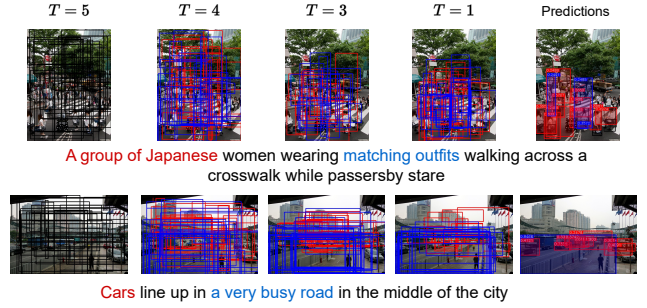 T = 5 T = 4 T = 3 T = 1 Predictions
A group of Japanese women wearing matching outfits walking across a
crosswalk while passersby stare
Cars line up in a very busy road in the middle of the city